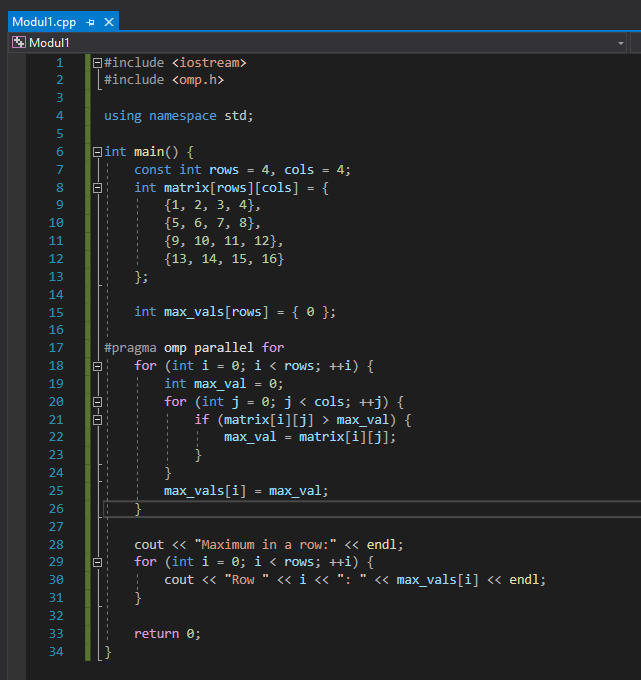 Modul1.cpp
Modul1
1 #include <iostream>
2 #include <omp.h>
3
4 using namespace std;
5
6 int main() {
7     const int rows = 4, cols = 4;
8     int matrix[rows][cols] = {
9         {1, 2, 3, 4},
10         {5, 6, 7, 8},
11         {9, 10, 11, 12},
12         {13, 14, 15, 16}
13     };
14
15     int max_vals[rows] = { 0 };
16
17 #pragma omp parallel for
18     for (int i = 0; i < rows; ++i) {
19         int max_val = 0;
20         for (int j = 0; j < cols; ++j) {
21             if (matrix[i][j] > max_val) {
22                 max_val = matrix[i][j];
23             }
24         }
25         max_vals[i] = max_val;
26     }
27
28     cout << "Maximum in a row:" << endl;
29     for (int i = 0; i < rows; ++i) {
30         cout << "Row " << i << ": " << max_vals[i] << endl;
31     }
32
33     return 0;
34 }